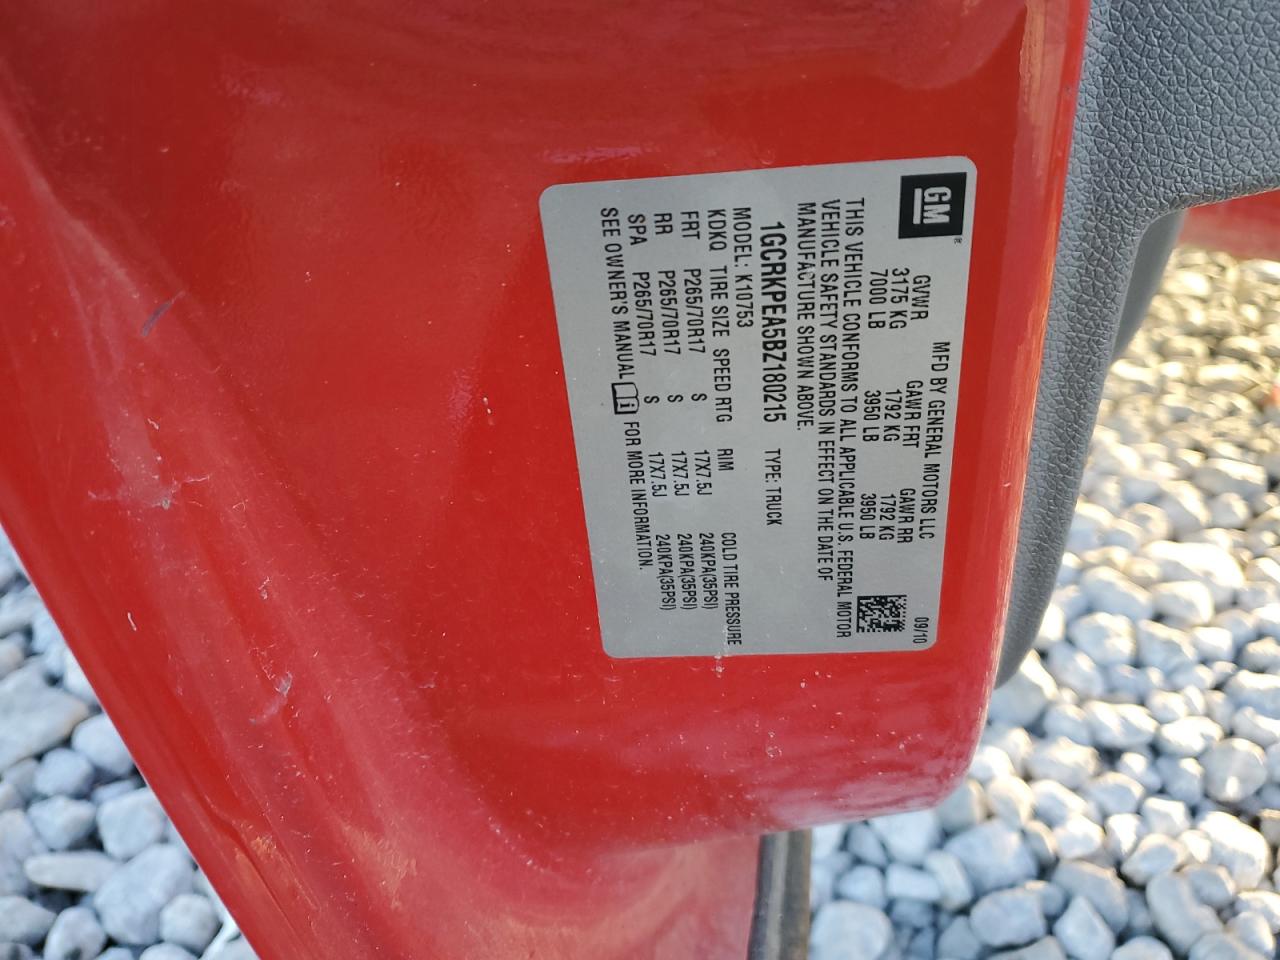 GM®
MFD BY GENERAL MOTORS LLC 09/10
GVWR GAWR FRT GAWR RR
3175 KG 1792 KG 1792 KG
7000 LB 3950 LB 3950 LB
THIS VEHICLE CONFORMS TO ALL APPLICABLE U.S. FEDERAL MOTOR
VEHICLE SAFETY STANDARDS IN EFFECT ON THE DATE OF
MANUFACTURE SHOWN ABOVE.
1GCRKPEA5BZ180215 TYPE: TRUCK
MODEL: K10753
KDKQ TIRE SIZE SPEED RTG RIM COLD TIRE PRESSURE
FRT P265/70R17 S 17X7.5J 240KPA(35PSI)
RR P265/70R17 S 17X7.5J 240KPA(35PSI)
SPA P265/70R17 S 17X7.5J 240KPA(35PSI)
SEE OWNER'S MANUAL FOR MORE INFORMATION.